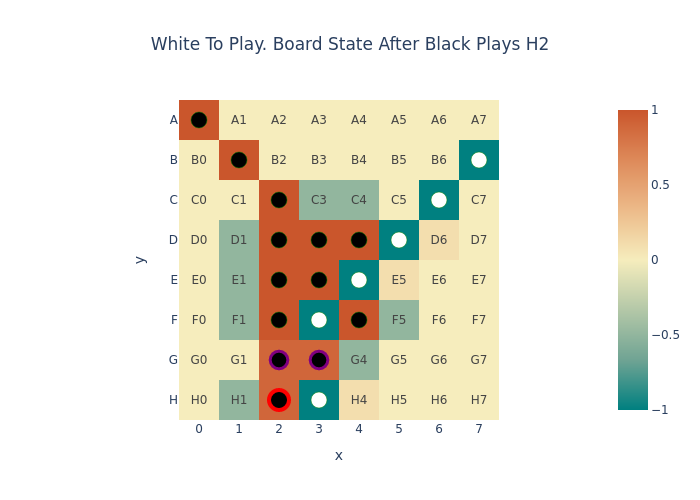 White To Play. Board State After Black Plays H2
A A1 A2 A3 A4 A5 A6 A7
B B0 B2 B3 B4 B5 B6
C C0 C1 C3 C4 C5 C7
D D0 D1 D6 D7
E E0 E1 E5 E6 E7
F F0 F1 F5 F6 F7
G G0 G1 G4 G5 G6 G7
H H0 H1 H4 H5 H6 H7
0 1 2 3 4 5 6 7
x
y
1
0.5
0
−0.5
−1